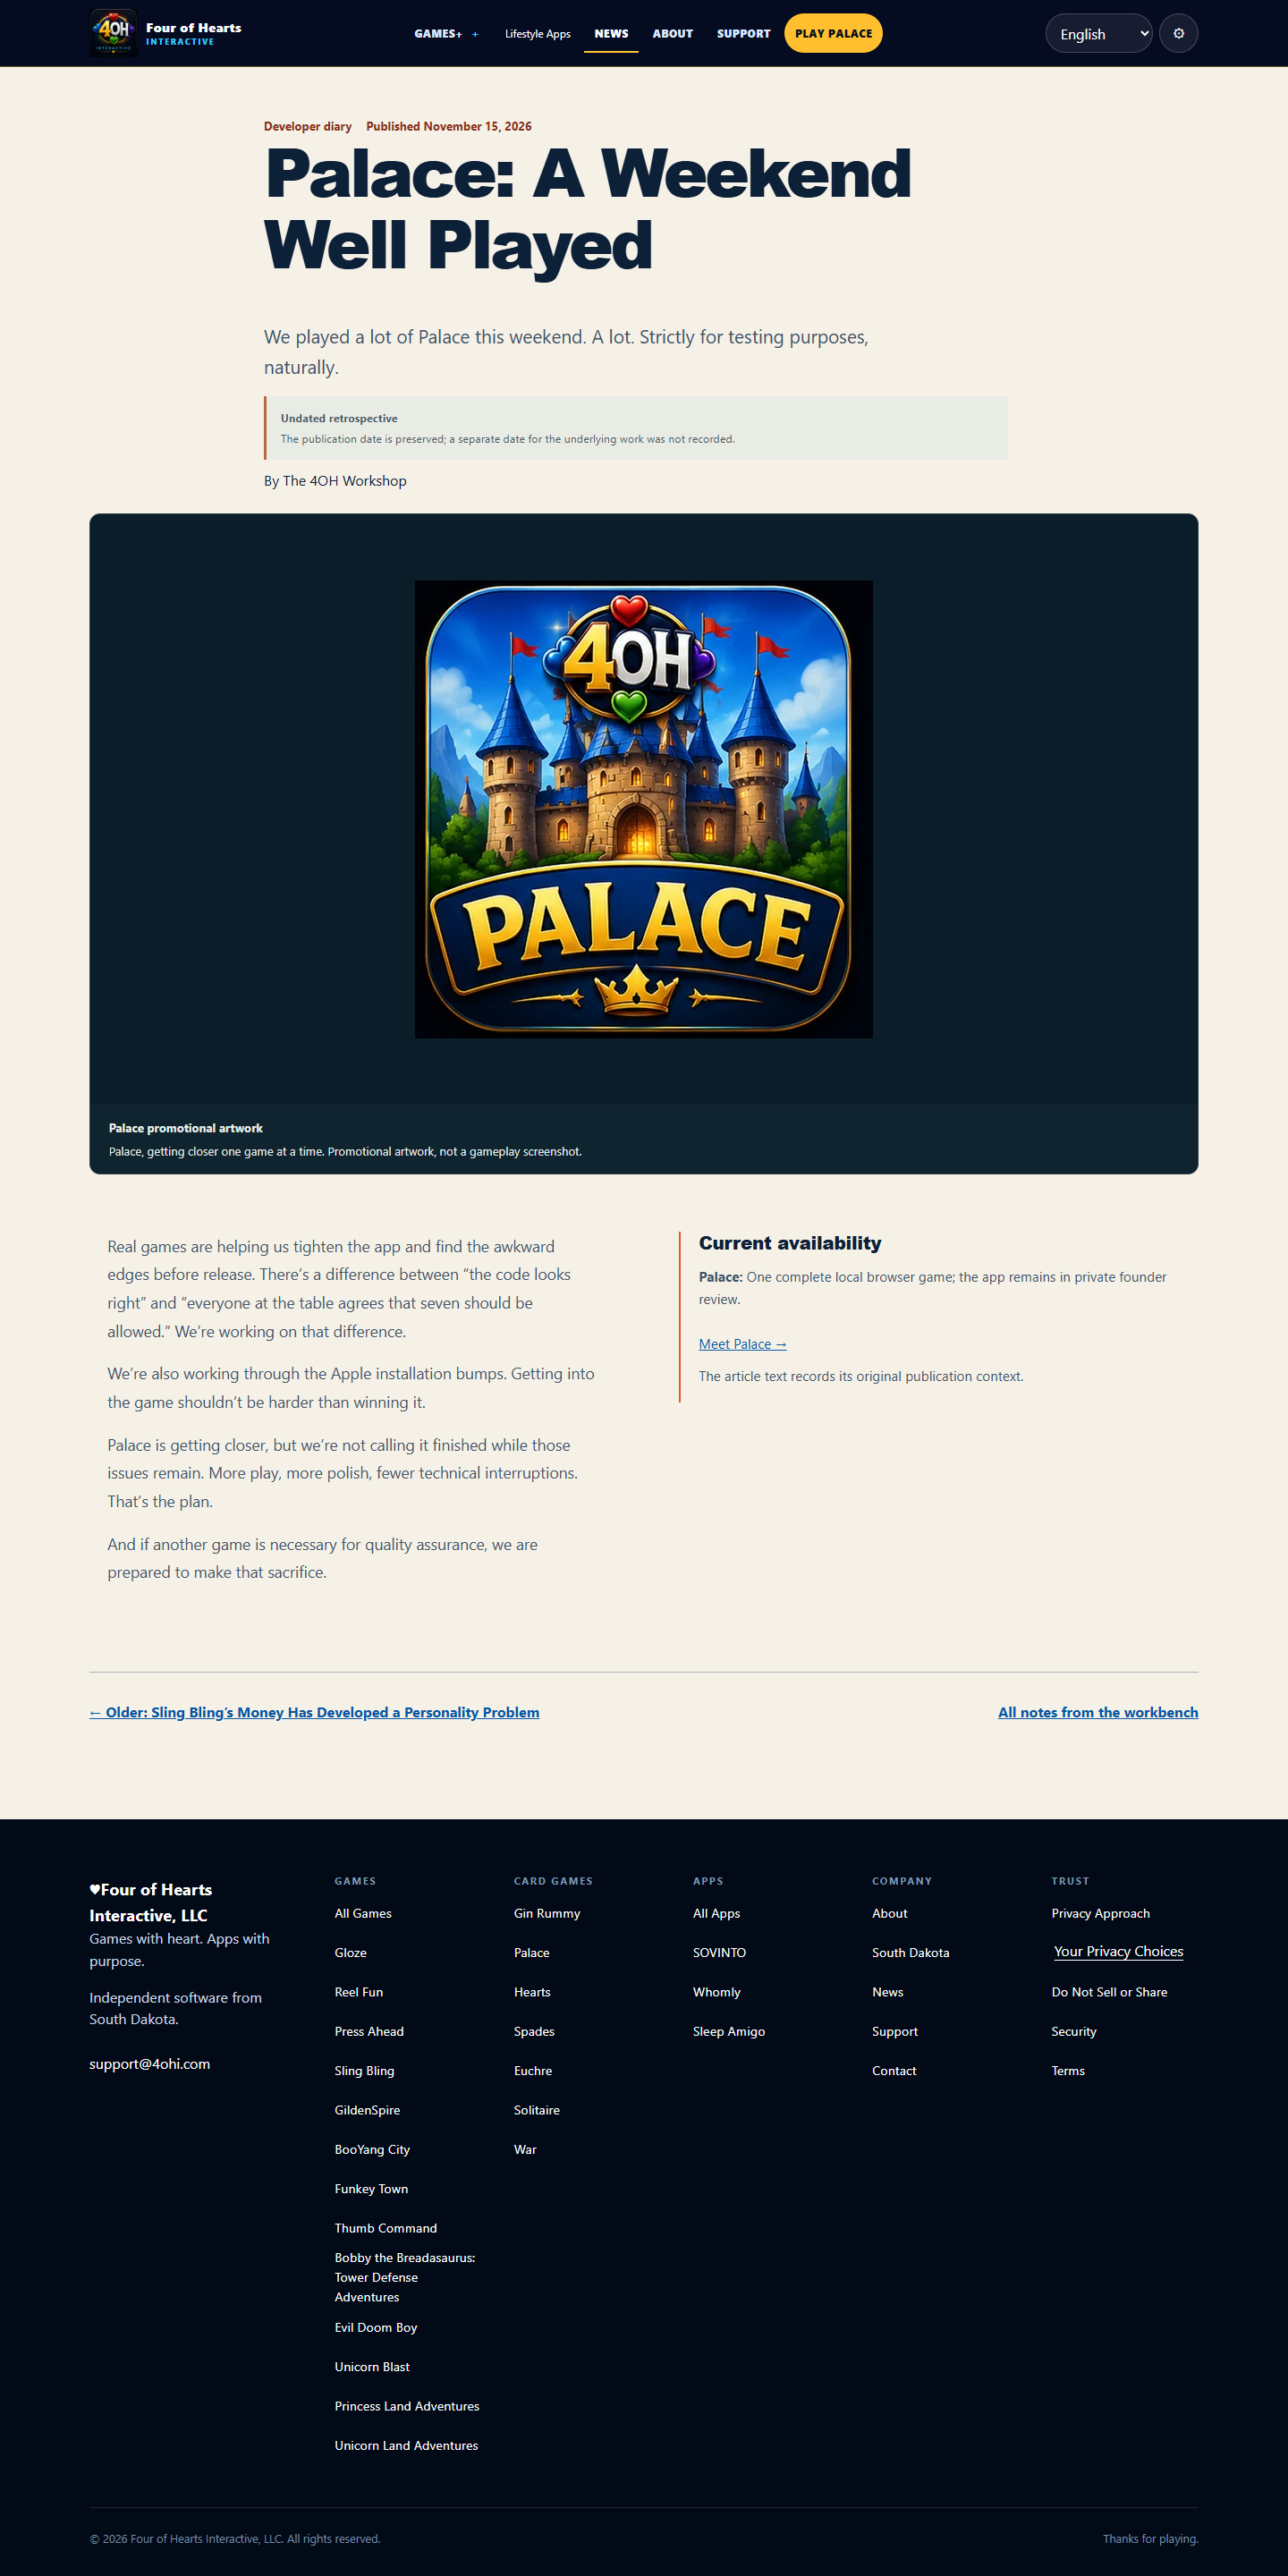 4OH
INTERACTIVE
Four of Hearts
INTERACTIVE
GAMES+ +
Lifestyle Apps
NEWS
ABOUT
SUPPORT
PLAY PALACE
English
Developer diary Published November 15, 2026
Palace: A Weekend
Well Played
We played a lot of Palace this weekend. A lot. Strictly for testing purposes,
naturally.
Undated retrospective
The publication date is preserved; a separate date for the underlying work was not recorded.
By The 4OH Workshop
4OH
PALACE
Palace promotional artwork
Palace, getting closer one game at a time. Promotional artwork, not a gameplay screenshot.
Real games are helping us tighten the app and find the awkward
edges before release. There’s a difference between “the code looks
right” and “everyone at the table agrees that seven should be
allowed.” We’re working on that difference.
We’re also working through the Apple installation bumps. Getting into
the game shouldn’t be harder than winning it.
Palace is getting closer, but we’re not calling it finished while those
issues remain. More play, more polish, fewer technical interruptions.
That’s the plan.
And if another game is necessary for quality assurance, we are
prepared to make that sacrifice.
Current availability
Palace: One complete local browser game; the app remains in private founder
review.
Meet Palace →
The article text records its original publication context.
← Older: Sling Bling’s Money Has Developed a Personality Problem
All notes from the workbench
♥Four of Hearts
Interactive, LLC
Games with heart. Apps with
purpose.
Independent software from
South Dakota.
support@4ohi.com
GAMES
All Games
Gloze
Reel Fun
Press Ahead
Sling Bling
GildenSpire
BooYang City
Funkey Town
Thumb Command
Bobby the Breadasaurus:
Tower Defense
Adventures
Evil Doom Boy
Unicorn Blast
Princess Land Adventures
Unicorn Land Adventures
CARD GAMES
Gin Rummy
Palace
Hearts
Spades
Euchre
Solitaire
War
APPS
All Apps
SOVINTO
Whomly
Sleep Amigo
COMPANY
About
South Dakota
News
Support
Contact
TRUST
Privacy Approach
Your Privacy Choices
Do Not Sell or Share
Security
Terms
© 2026 Four of Hearts Interactive, LLC. All rights reserved.
Thanks for playing.